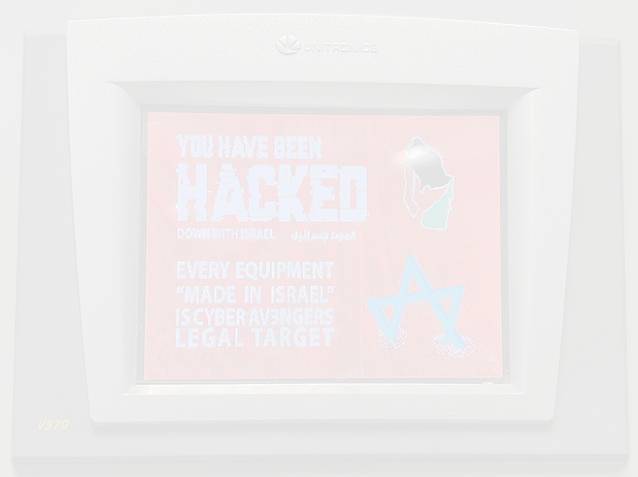 UNITRONICS
YOU HAVE BEEN
HACKED
DOWN WITH ISRAEL
EVERY EQUIPMENT
"MADE IN ISRAEL"
IS CYBER AV3NGERS
LEGAL TARGET
V570